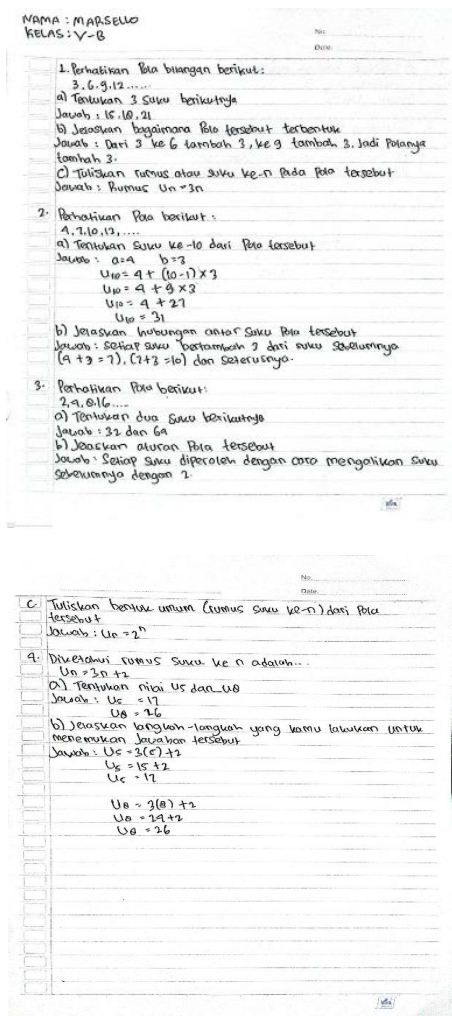 NAMA : MARSELLO
KELAS : V-B
No:
Date:
1. Perhatikan Pola bilangan berikut:
3, 6, 9, 12 .....
a) Tentukan 3 suku berikutnya
Jawab : 15, 18, 21
b) Jelaskan bagaimana Pola tersebut terbentuk
Jawab : Dari 3 ke 6 tambah 3, ke 9 tambah 3. Jadi Polanya
tambah 3.
C) Tuliskan rumus atau suku ke-n Pada Pola tersebut
Jawab : Rumus Un = 3n
2. Perhatikan Pola berikut :
4, 7, 10, 13, ....
a) Tentukan Suku ke-10 dari Pola tersebut
Jawab : a=4 b=3
U10 = 4 + (10-1) x 3
U10 = 4 + 9 x 3
U10 = 4 + 27
U10 = 31
b) Jelaskan hubungan antar suku Pola tersebut
Jawab : Setiap suku bertambah 3 dari suku Sebelumnya
(4+3 = 7), (7+3 = 10) dan seterusnya.
3. Perhatikan Pola berikut:
2, 4, 8, 16 ....
a) Tentukan dua suku berikutnya
Jawab : 32 dan 64
b) Jelaskan aturan Pola tersebut
Jawab : Setiap suku diperoleh dengan cara mengalikan suku
Sebelumnya dengan 2.
No.
Date.
C. Tuliskan bentuk umum (rumus suku ke-n) dari Pola
tersebut
Jawab : Un = 2ⁿ
4. Diketahui rumus suku ke n adalah...
Un = 3n + 2
a) Tentukan nilai U5 dan U8
Jawab : U5 = 17
U8 = 26
b) Jelaskan langkah-langkah yang kamu lakukan untuk
menemukan Jawaban tersebut
Jawab : U5 = 3(5) + 2
U5 = 15 + 2
U5 = 17
U8 = 3(8) + 2
U8 = 24 + 2
U8 = 26